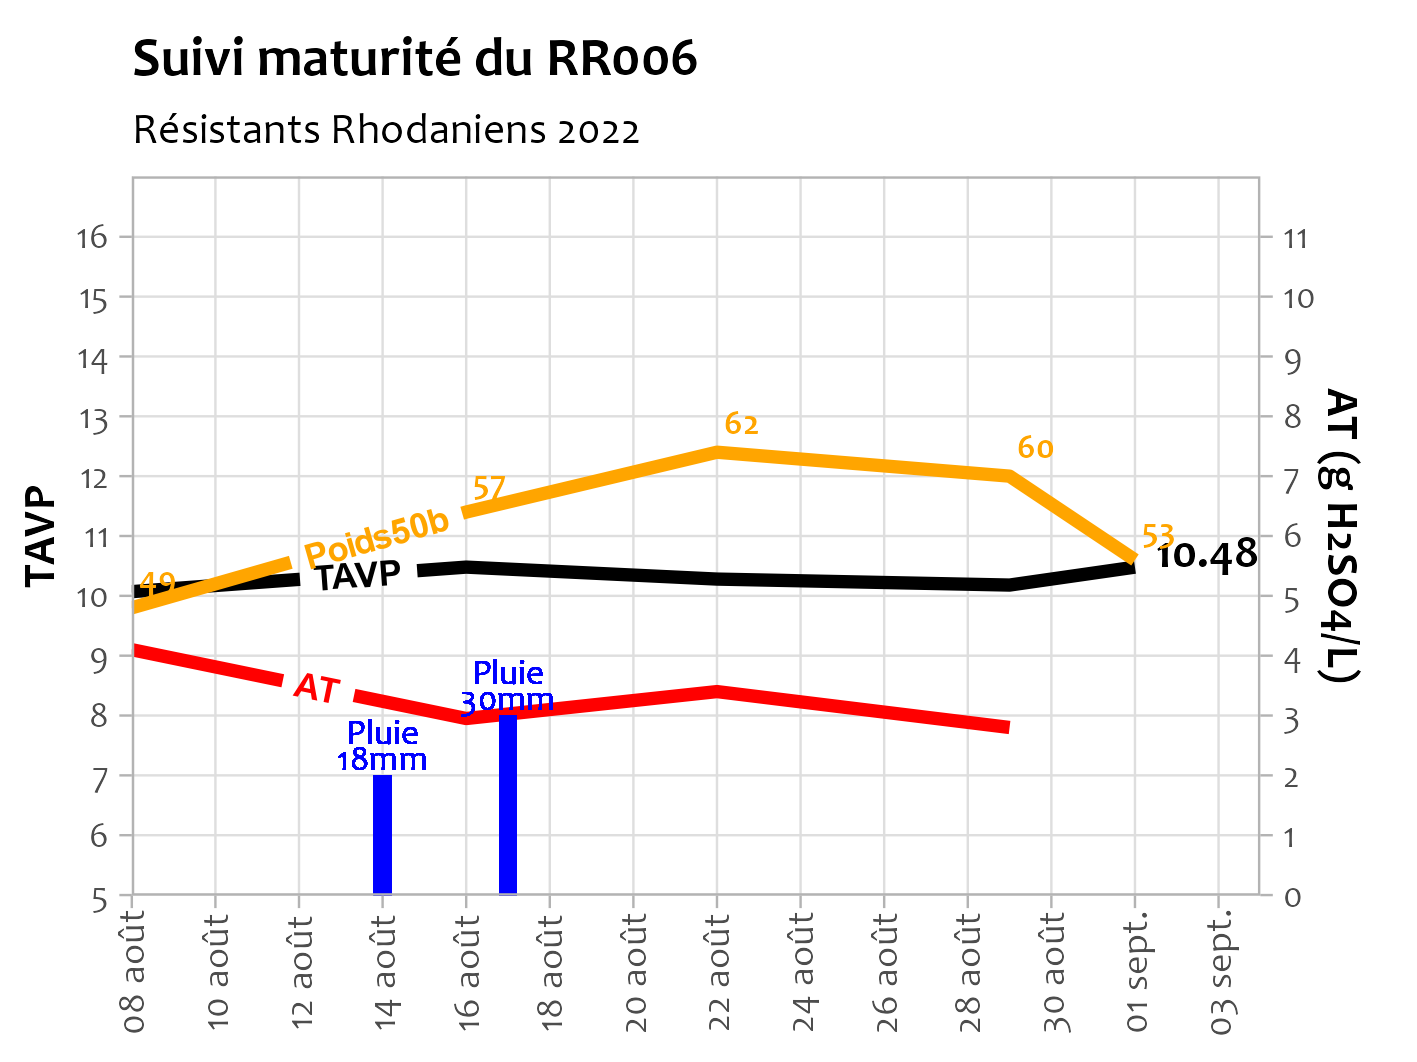 Suivi maturité du RR006
Résistants Rhodaniens 2022
16
15
14
13
12
11
10
9
8
7
6
5
TAVP
11
10
9
8
7
6
5
4
3
2
1
0
AT (g H2SO4/L)
62
60
57
53
49
Poids50b
TAVP
10.48
AT
Pluie
30mm
Pluie
18mm
08 août
10 août
12 août
14 août
16 août
18 août
20 août
22 août
24 août
26 août
28 août
30 août
01 sept.
03 sept.